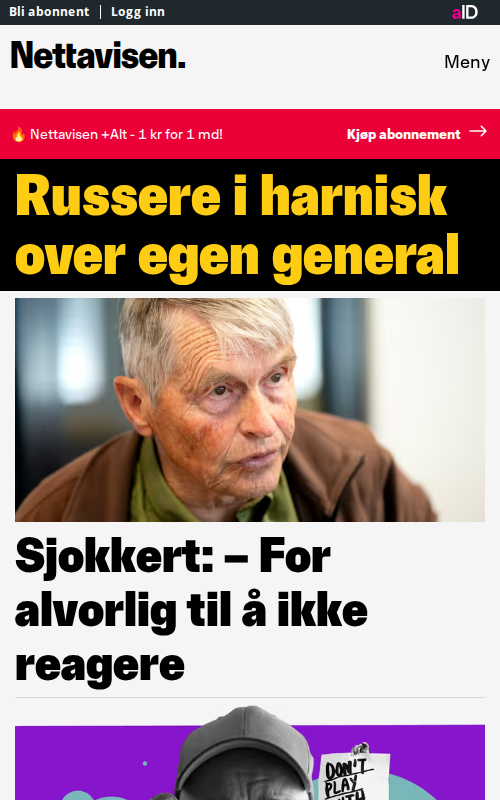 Bli abonnent | Logg inn
aID
Nettavisen.
Meny
🔥 Nettavisen +Alt - 1 kr for 1 md!
Kjøp abonnement →
Russere i harnisk
over egen general
Sjokkert: – For
alvorlig til å ikke
reagere
DON'T
PLAY
WITH